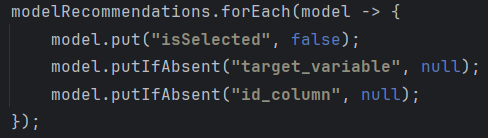 modelRecommendations.forEach(model -> {
    model.put("isSelected", false);
    model.putIfAbsent("target_variable", null);
    model.putIfAbsent("id_column", null);
});